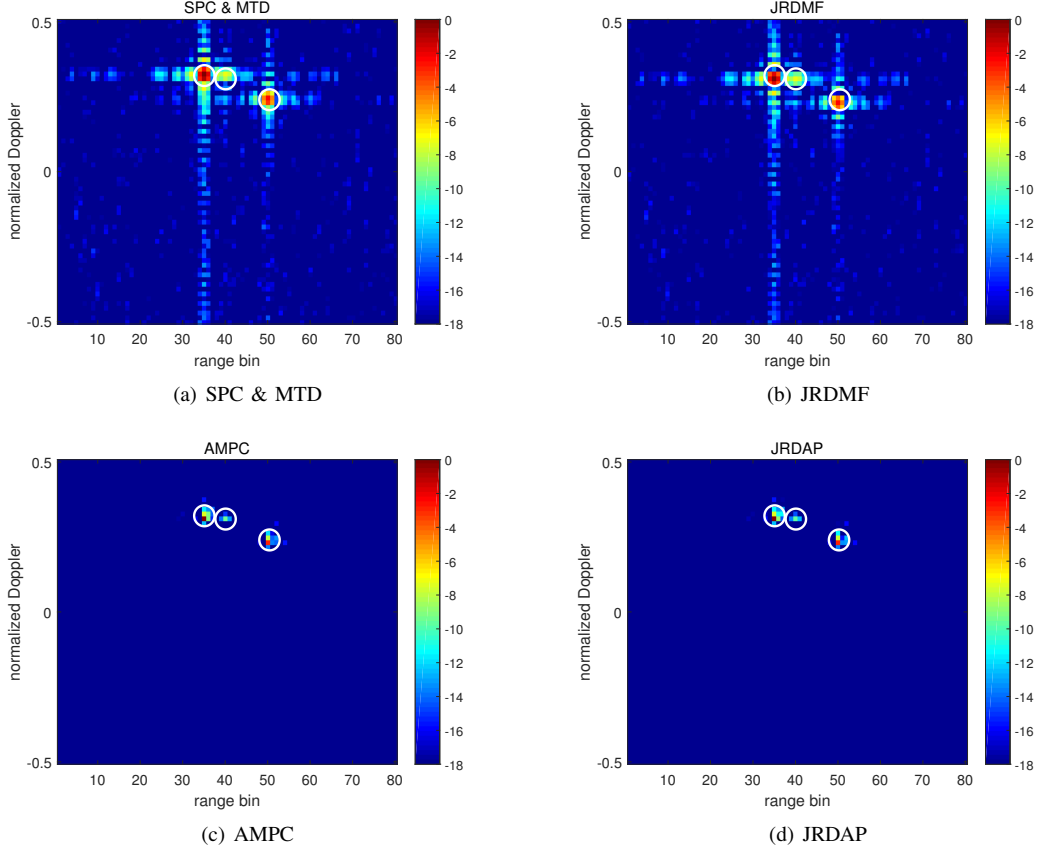 SPC & MTD
0.5
0
-0.5
normalized Doppler
10 20 30 40 50 60 70 80
range bin
0
-2
-4
-6
-8
-10
-12
-14
-16
-18
(a) SPC & MTD
JRDMF
0.5
0
-0.5
normalized Doppler
10 20 30 40 50 60 70 80
range bin
0
-2
-4
-6
-8
-10
-12
-14
-16
-18
(b) JRDMF
AMPC
0.5
0
-0.5
normalized Doppler
10 20 30 40 50 60 70 80
range bin
0
-2
-4
-6
-8
-10
-12
-14
-16
-18
(c) AMPC
JRDAP
0.5
0
-0.5
normalized Doppler
10 20 30 40 50 60 70 80
range bin
0
-2
-4
-6
-8
-10
-12
-14
-16
-18
(d) JRDAP